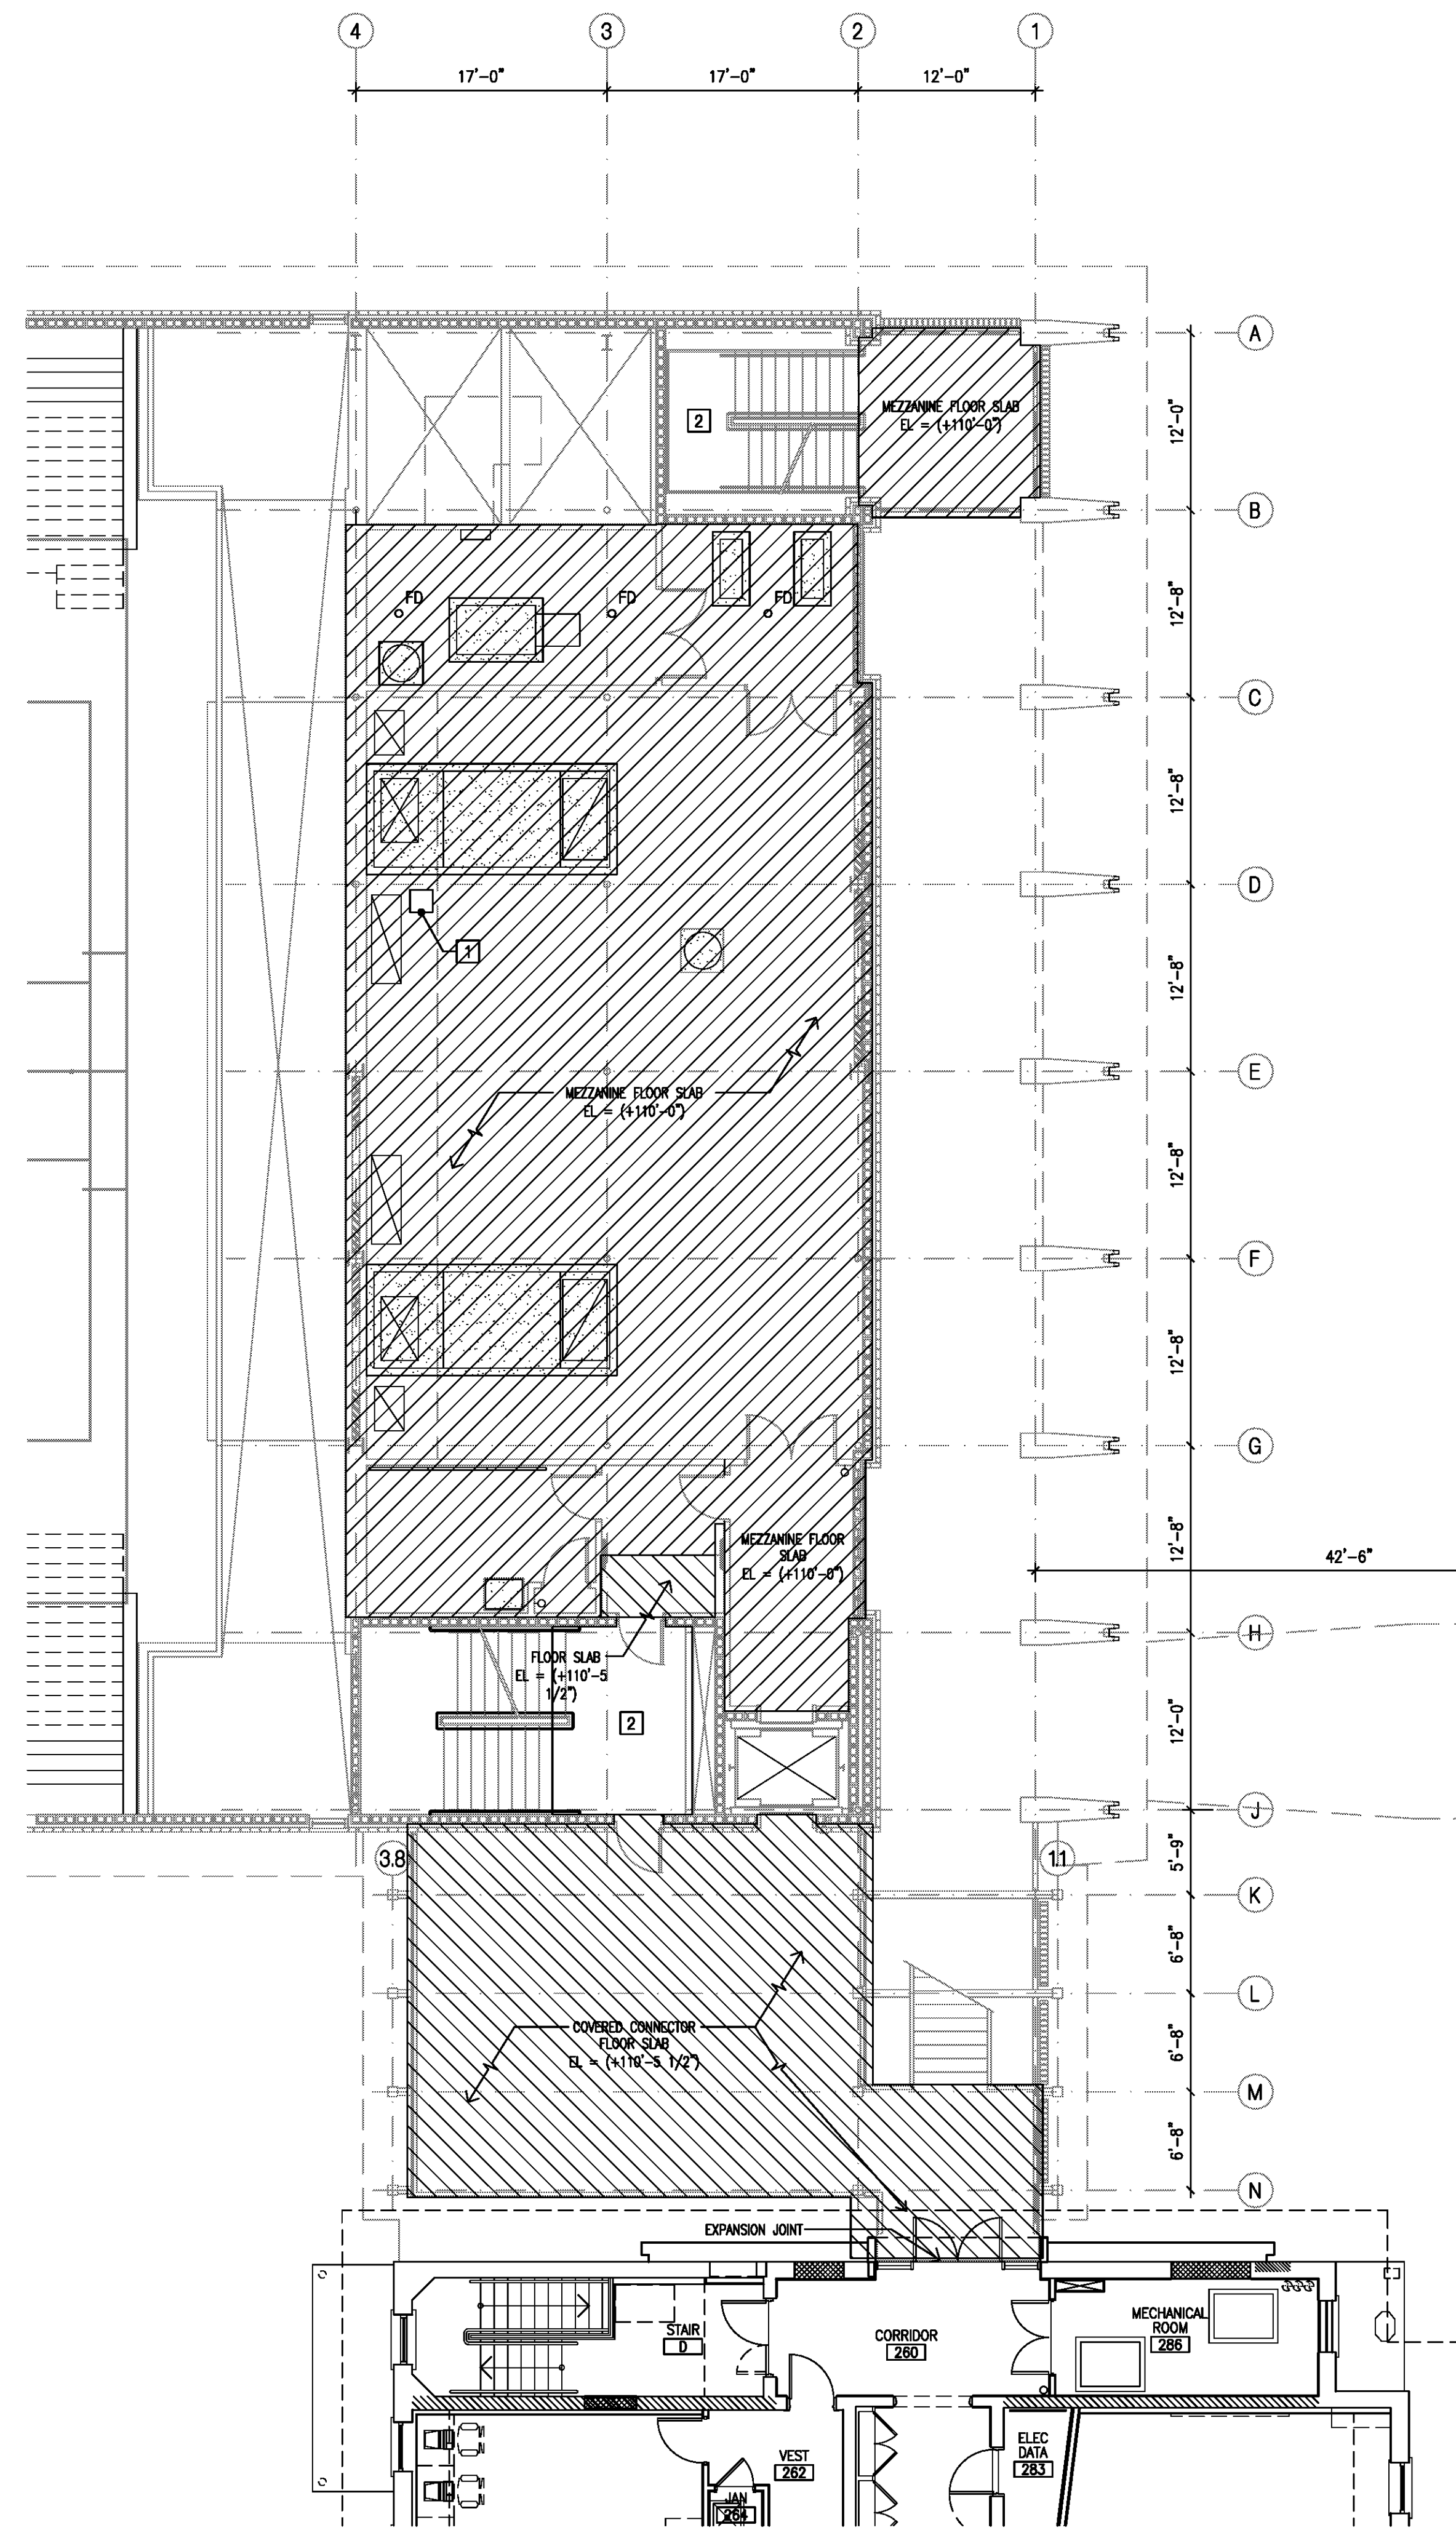 4
3
2
1
17'-0"
17'-0"
12'-0"
A
MEZZANINE FLOOR SLAB
EL = (+110'-0")
12'-0"
2
B
FD
FD
FD
12'-8"
C
12'-8"
D
1
12'-8"
E
MEZZANINE FLOOR SLAB
EL = (+110'-0")
12'-8"
F
12'-8"
G
MEZZANINE FLOOR
SLAB
EL = (+110'-0")
12'-8"
42'-6"
H
FLOOR SLAB
EL = (+110'-5
1/2")
2
12'-0"
J
3.8
1.1
5'-9"
K
6'-8"
L
COVERED CONNECTOR
FLOOR SLAB
EL = (+110'-5 1/2")
6'-8"
M
6'-8"
N
EXPANSION JOINT
STAIR
D
CORRIDOR
260
MECHANICAL
ROOM
286
VEST
262
ELEC
DATA
283
JAN
264